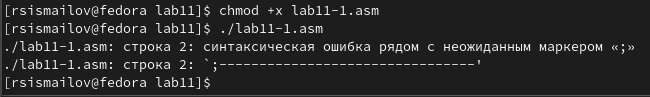 [rsismailov@fedora lab11]$ chmod +x lab11-1.asm
[rsismailov@fedora lab11]$ ./lab11-1.asm
./lab11-1.asm: строка 2: синтаксическая ошибка рядом с неожиданным маркером «;»
./lab11-1.asm: строка 2: `;--------------------------------'
[rsismailov@fedora lab11]$